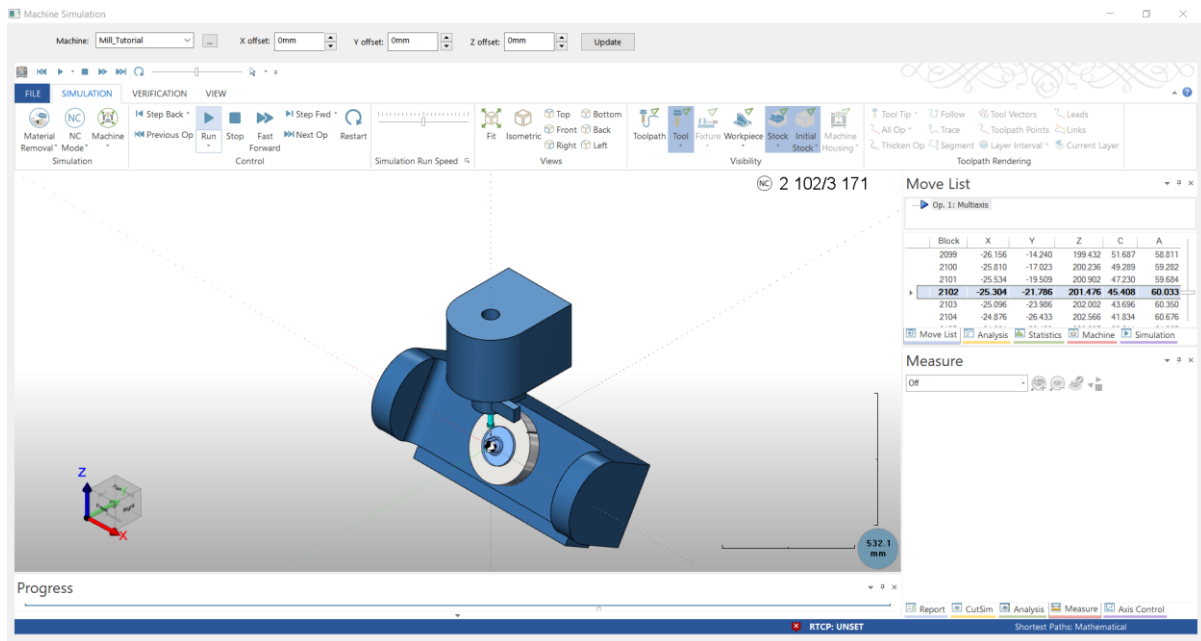 Machine Simulation
Machine: Mill_Tutorial ... X offset: 0mm Y offset: 0mm Z offset: 0mm Update
FILE SIMULATION VERIFICATION VIEW
Material Removal NC Mode Machine
Simulation
Step Back Previous Op Run Stop Fast Forward Step Fwd Next Op Restart
Control
Simulation Run Speed
Fit Isometric Top Bottom
Front Back
Right Left
Views
Toolpath Tool Fixture Workpiece Stock Initial Stock Machine Housing
Visibility
Tool Tip Follow Tool Vectors Leads
All Op Trace Toolpath Points Links
Thicken Op Segment Layer Interval Current Layer
Toolpath Rendering
NC 2 102/3 171
Move List
Op. 1: Multiaxis
Block X Y Z C A
2099 -26.156 -14.240 199.432 51.687 58.811
2100 -25.810 -17.023 200.236 49.289 59.282
2101 -25.534 -19.509 200.902 47.230 59.684
2102 -25.304 -21.786 201.476 45.408 60.033
2103 -25.096 -23.986 202.002 43.696 60.350
2104 -24.876 -26.433 202.566 41.834 60.676
Move List Analysis Statistics Machine Simulation
Measure
Off
Z
X
Right
532.1
mm
Progress
Report CutSim Analysis Measure Axis Control
RTCP: UNSET
Shortest Paths: Mathematical